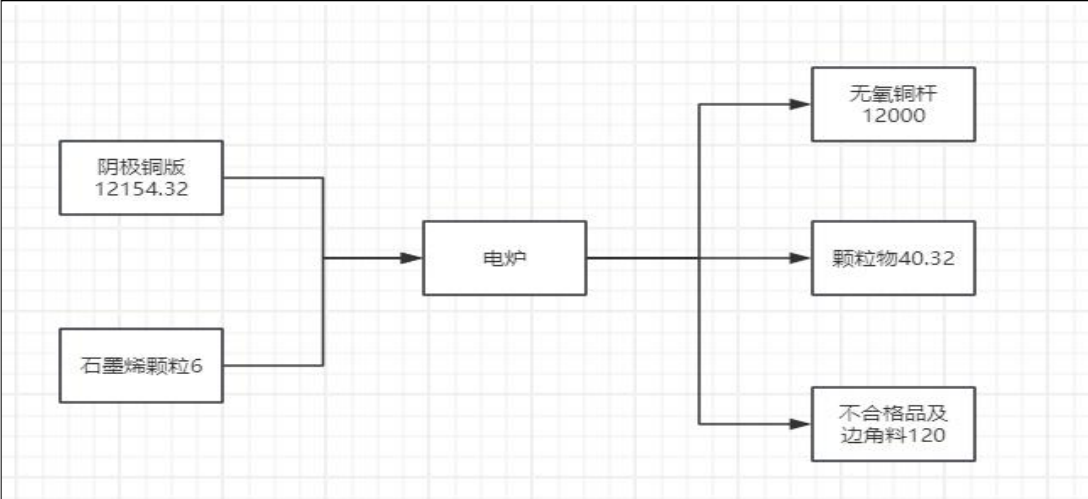 阴极铜版
12154.32
石墨烯颗粒6
电炉
无氧铜杆
12000
颗粒物40.32
不合格品及
边角料120